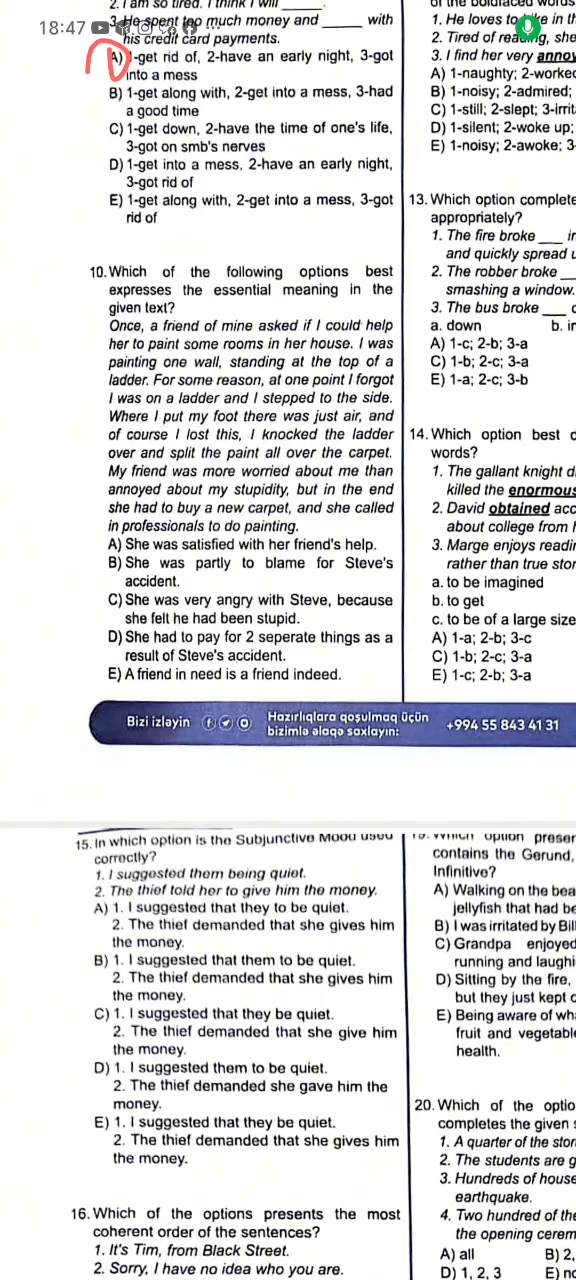 18:47
2. I am so tired. I think I will ______.
3. He spent too much money and ______ with
his credit card payments.
A) 1-get rid of, 2-have an early night, 3-got
into a mess
B) 1-get along with, 2-get into a mess, 3-had
a good time
C) 1-get down, 2-have the time of one's life,
3-got on smb's nerves
D) 1-get into a mess, 2-have an early night,
3-got rid of
E) 1-get along with, 2-get into a mess, 3-got
rid of
10. Which of the following options best
expresses the essential meaning in the
given text?
Once, a friend of mine asked if I could help
her to paint some rooms in her house. I was
painting one wall, standing at the top of a
ladder. For some reason, at one point I forgot
I was on a ladder and I stepped to the side.
Where I put my foot there was just air, and
of course I lost this, I knocked the ladder
over and split the paint all over the carpet.
My friend was more worried about me than
annoyed about my stupidity, but in the end
she had to buy a new carpet, and she called
in professionals to do painting.
A) She was satisfied with her friend's help.
B) She was partly to blame for Steve's
accident.
C) She was very angry with Steve, because
she felt he had been stupid.
D) She had to pay for 2 seperate things as a
result of Steve's accident.
E) A friend in need is a friend indeed.
of the boldfaced words
1. He loves to in th
2. Tired of reading, she
3. I find her very annoy
A) 1-naughty; 2-worked
B) 1-noisy; 2-admired;
C) 1-still; 2-slept; 3-irrit
D) 1-silent; 2-woke up;
E) 1-noisy; 2-awoke; 3-
13. Which option complete
appropriately?
1. The fire broke ___ in
and quickly spread u
2. The robber broke ___
smashing a window.
3. The bus broke ___ c
a. down b. in
A) 1-c; 2-b; 3-a
C) 1-b; 2-c; 3-a
E) 1-a; 2-c; 3-b
14. Which option best d
words?
1. The gallant knight d
killed the enormous
2. David obtained acc
about college from h
3. Marge enjoys readin
rather than true stor
a. to be imagined
b. to get
c. to be of a large size
A) 1-a; 2-b; 3-c
C) 1-b; 2-c; 3-a
E) 1-c; 2-b; 3-a
Bizi izləyin Hazırlıqlara qoşulmaq üçün
bizimlə əlaqə saxlayın: +994 55 843 41 31
15. In which option is the Subjunctive Mood used
correctly?
1. I suggested them being quiet.
2. The thief told her to give him the money.
A) 1. I suggested that they to be quiet.
2. The thief demanded that she gives him
the money.
B) 1. I suggested that them to be quiet.
2. The thief demanded that she gives him
the money.
C) 1. I suggested that they be quiet.
2. The thief demanded that she give him
the money.
D) 1. I suggested them to be quiet.
2. The thief demanded she gave him the
money.
E) 1. I suggested that they be quiet.
2. The thief demanded that she gives him
the money.
16. Which of the options presents the most
coherent order of the sentences?
1. It's Tim, from Black Street.
2. Sorry, I have no idea who you are.
19. Which option presen
contains the Gerund,
Infinitive?
A) Walking on the bea
jellyfish that had be
B) I was irritated by Bill
C) Grandpa enjoyed
running and laughi
D) Sitting by the fire,
but they just kept c
E) Being aware of wha
fruit and vegetable
health.
20. Which of the optio
completes the given s
1. A quarter of the stor
2. The students are g
3. Hundreds of house
earthquake.
4. Two hundred of the
the opening cerem
A) all B) 2,
D) 1, 2, 3 E) no